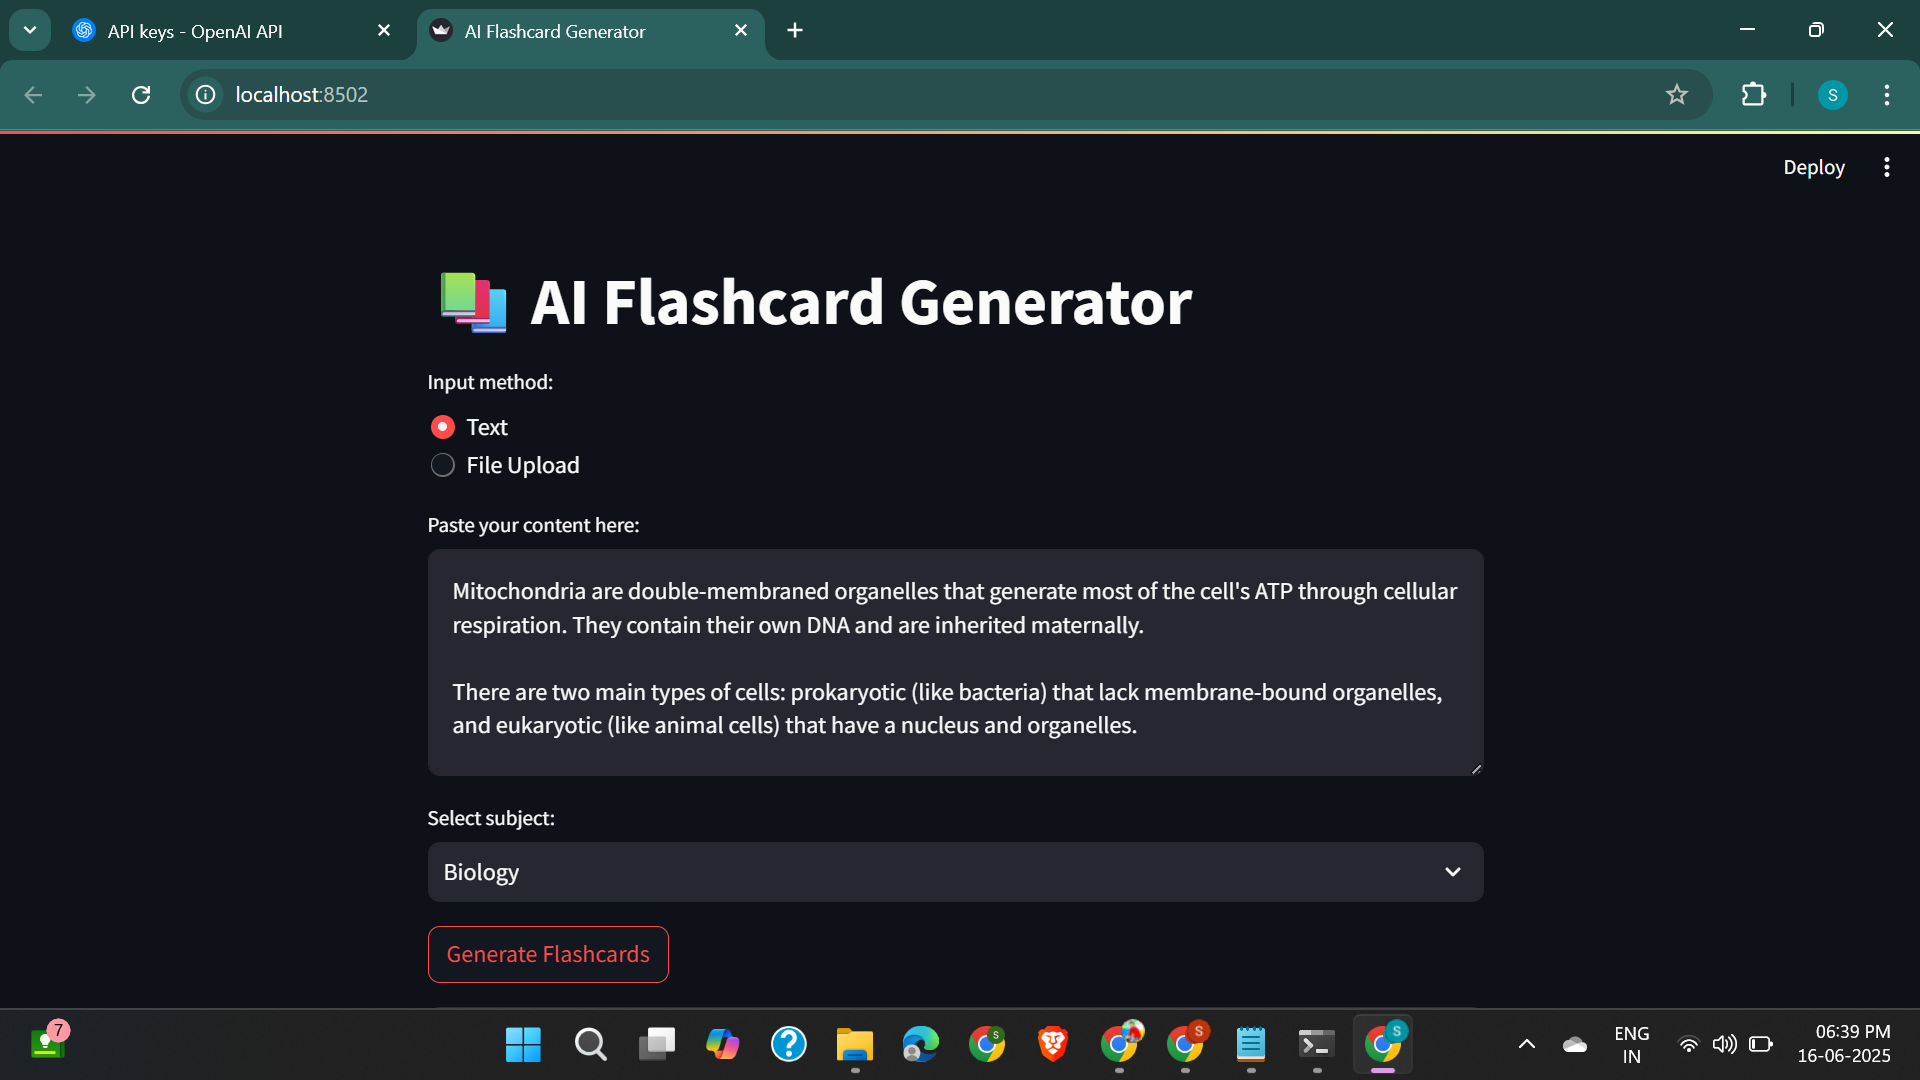 API keys - OpenAI API
AI Flashcard Generator
localhost:8502
S
Deploy
AI Flashcard Generator
Input method:
Text
File Upload
Paste your content here:
Mitochondria are double-membraned organelles that generate most of the cell's ATP through cellular
respiration. They contain their own DNA and are inherited maternally.
There are two main types of cells: prokaryotic (like bacteria) that lack membrane-bound organelles,
and eukaryotic (like animal cells) that have a nucleus and organelles.
Select subject:
Biology
Generate Flashcards
7
S
S
S
ENG
IN
06:39 PM
16-06-2025